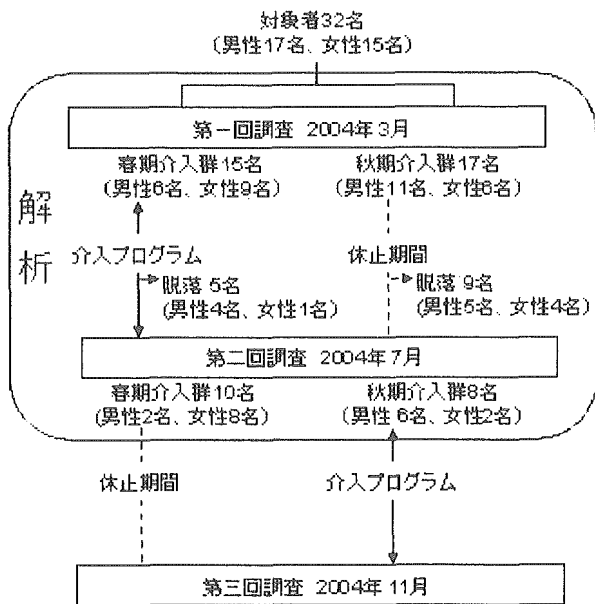 対象者32名
（男性17名、女性15名）
第一回調査 2004年3月
春期介入群15名
（男性6名、女性9名）
秋期介入群17名
（男性11名、女性6名）
解析
介入プログラム
休止期間
脱落 5名
（男性4名、女性1名）
脱落 9名
（男性5名、女性4名）
第二回調査 2004年7月
春期介入群10名
（男性2名、女性8名）
秋期介入群8名
（男性 6名、女性2名）
休止期間
介入プログラム
第三回調査 2004年 11月